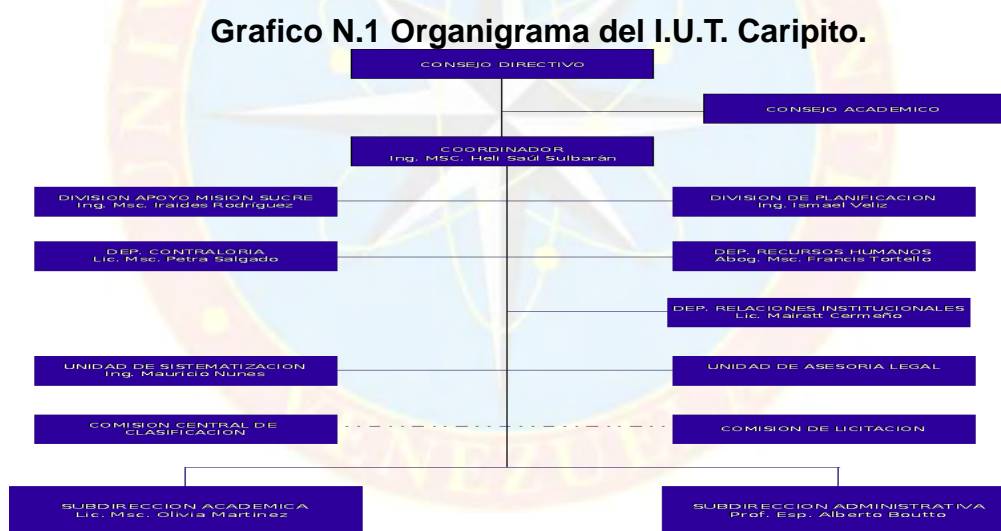 Grafico N.1 Organigrama del I.U.T. Caripito.
CONSEJO DIRECTIVO
CONSEJO ACADEMICO
COORDINADOR
Ing. MSC. Heli Saúl Sulbarán
DIVISION APOYO MISION SUCRE
Ing. Msc. Iraides Rodríguez
DIVISION DE PLANIFICACION
Ing. Ismael Veliz
DEP. CONTRALORIA
Lic. Msc. Petra Salgado
DEP. RECURSOS HUMANOS
Abog. Msc. Francis Tortello
DEP. RELACIONES INSTITUCIONALES
Lic. Mairett Cermeño
UNIDAD DE SISTEMATIZACION
Ing. Mauricio Nunes
UNIDAD DE ASESORIA LEGAL
COMISION CENTRAL DE
CLASIFICACION
COMISION DE LICITACION
SUBDIRECCION ACADEMICA
Lic. Msc. Olivia Martinez
SUBDIRECCION ADMINISTRATIVA
Prof. Esp. Alberto Boutto